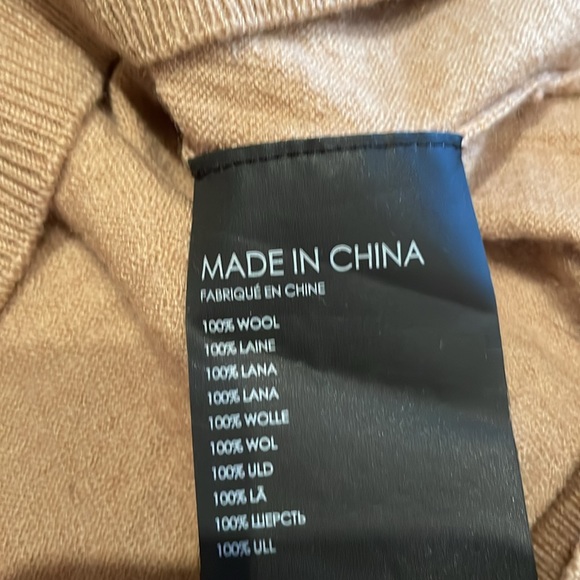 MADE IN CHINA
FABRIQUÉ EN CHINE
100% WOOL
100% LAINE
100% LANA
100% LANA
100% WOLLE
100% WOL
100% ULD
100% LÃ
100% ШЕРСТЬ
100% ULL